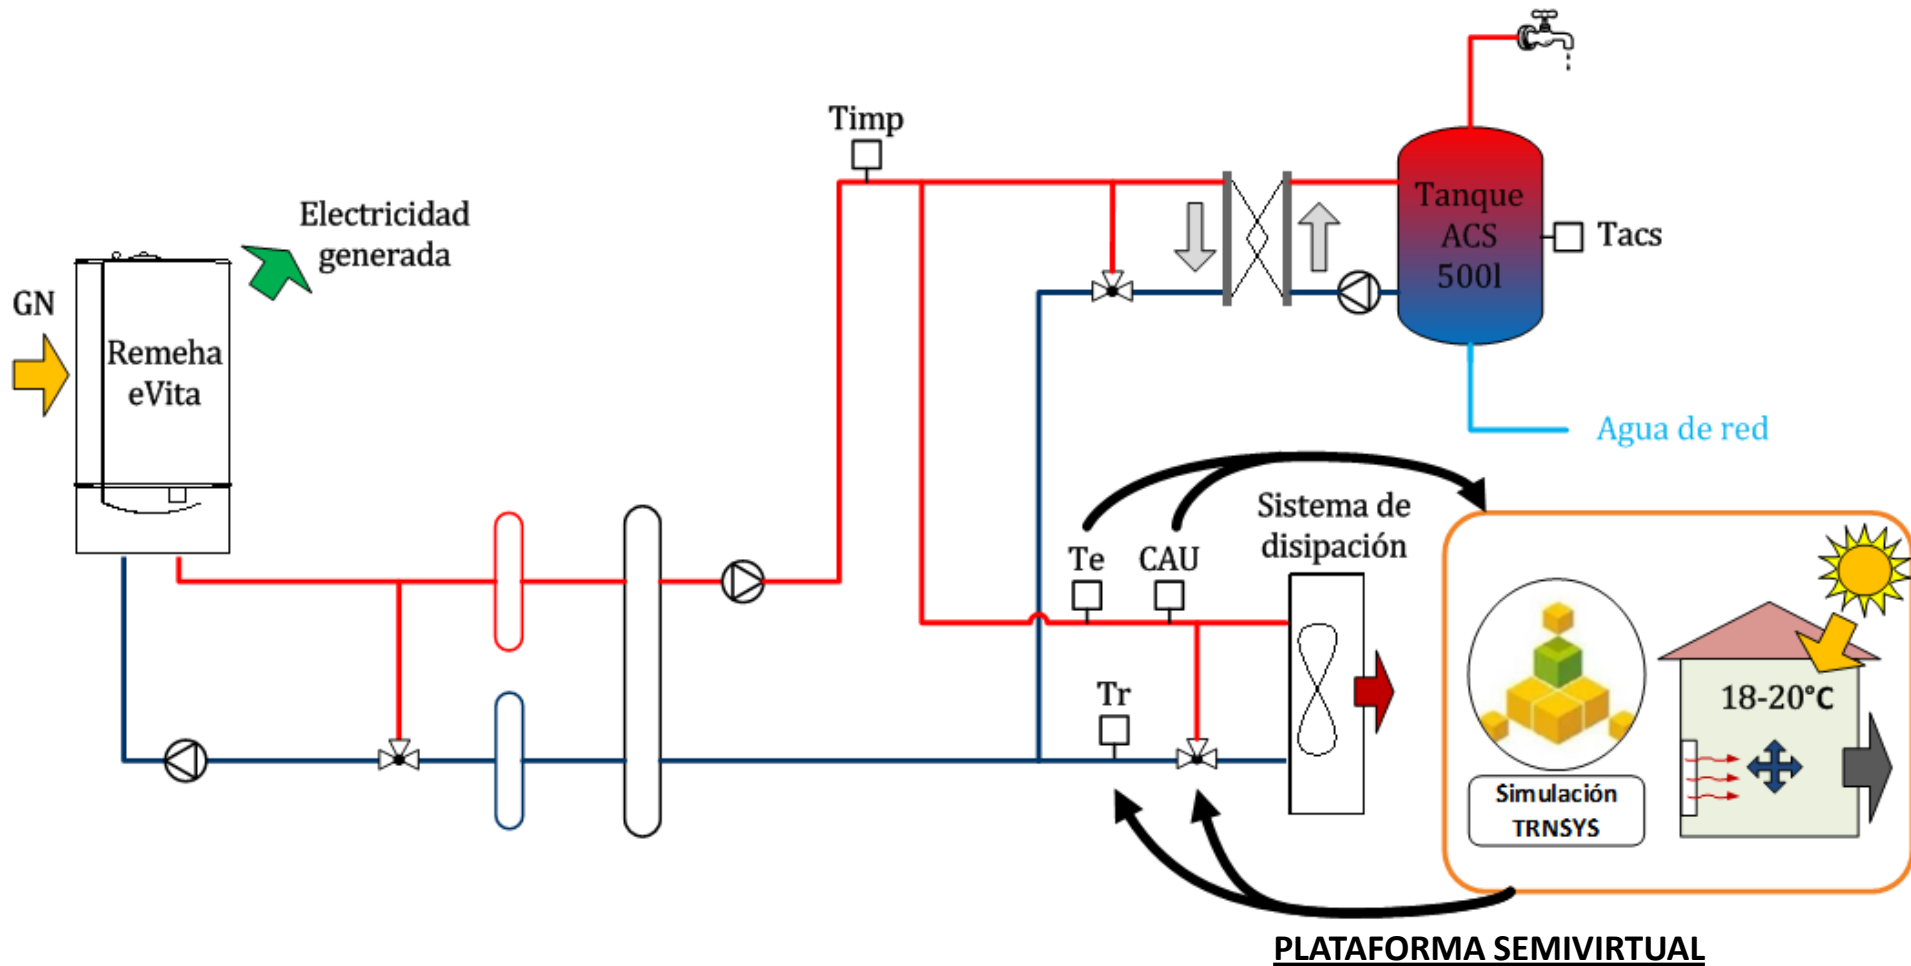 Timp
Electricidad
generada
GN
Remeha
eVita
Tanque
ACS
500l
Tacs
Agua de red
Sistema de
disipación
Te
CAU
Tr
18-20°C
Simulación
TRNSYS
PLATAFORMA SEMIVIRTUAL